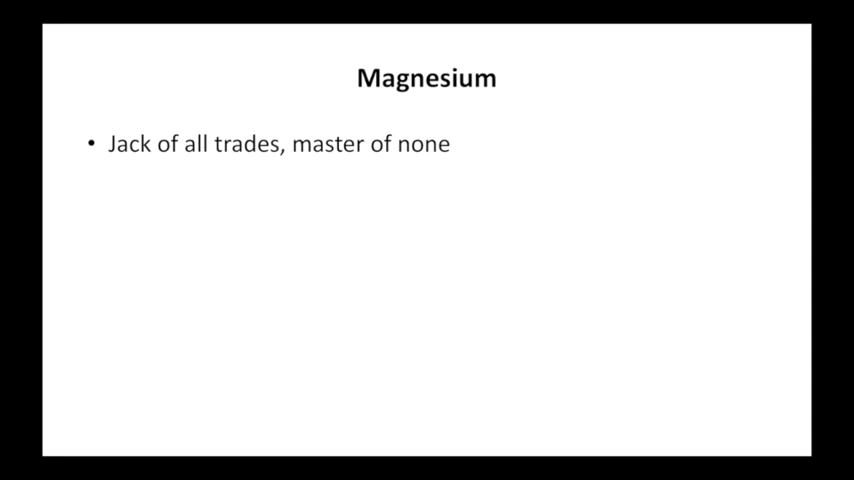 Magnesium
• Jack of all trades, master of none